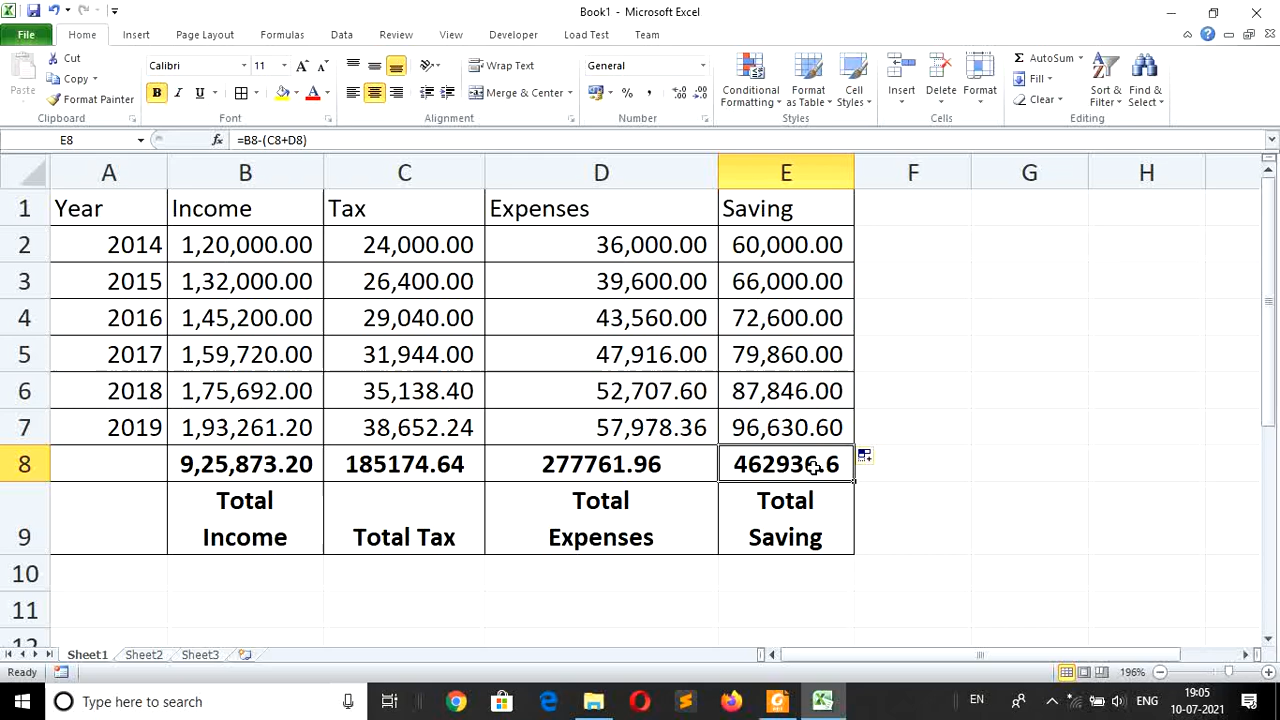 Book1 - Microsoft Excel
File Home Insert Page Layout Formulas Data Review View Developer Load Test Team
Cut Calibri 11 Wrap Text General AutoSum
Paste Copy Conditional Formatting Format as Table Cell Styles Insert Delete Format Fill Sort & Filter Find & Select
Format Painter B I U A Merge & Center % , Clear
Clipboard Font Alignment Number Styles Cells Editing
E8 fx =B8-(C8+D8)
A B C D E F G H
1 Year Income Tax Expenses Saving
2 2014 1,20,000.00 24,000.00 36,000.00 60,000.00
3 2015 1,32,000.00 26,400.00 39,600.00 66,000.00
4 2016 1,45,200.00 29,040.00 43,560.00 72,600.00
5 2017 1,59,720.00 31,944.00 47,916.00 79,860.00
6 2018 1,75,692.00 35,138.40 52,707.60 87,846.00
7 2019 1,93,261.20 38,652.24 57,978.36 96,630.60
8 9,25,873.20 185174.64 277761.96 462936.6
Total Total Total
9 Income Total Tax Expenses Saving
10
11
12
Sheet1 Sheet2 Sheet3
Ready 196%
Type here to search EN ENG 19:05
10-07-2021